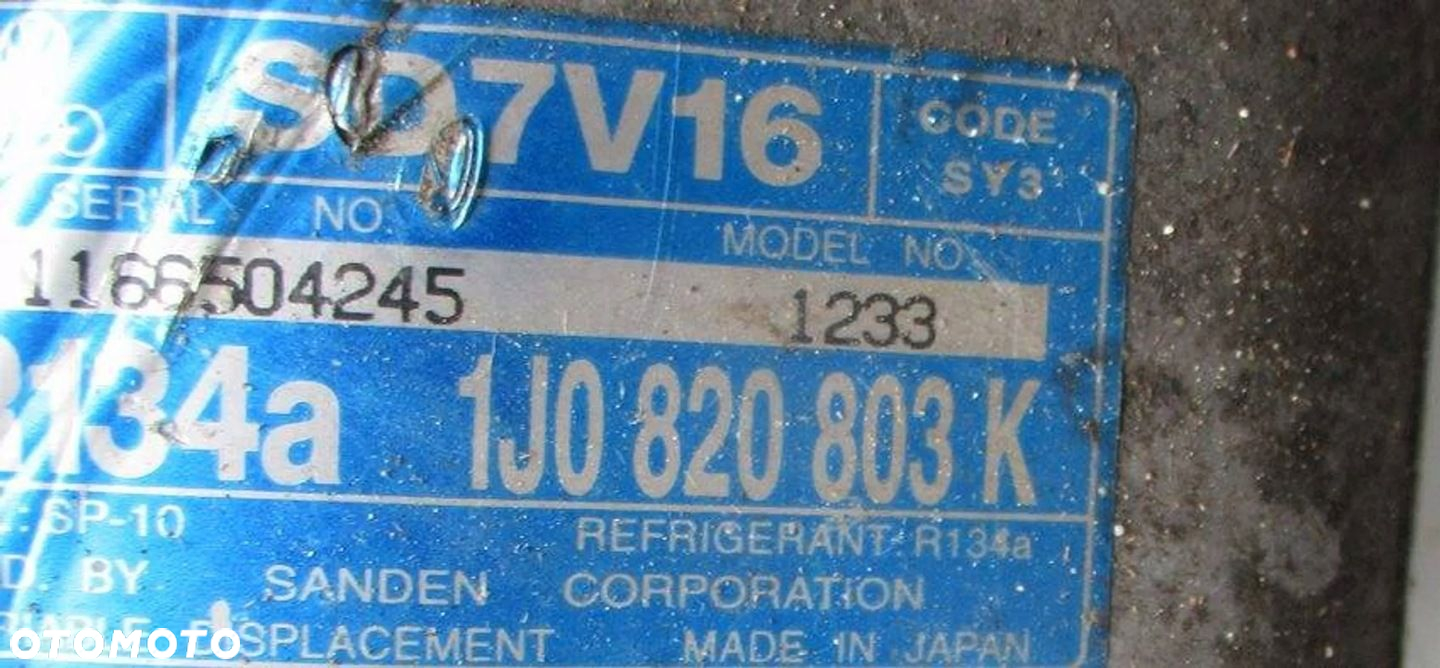 SD7V16
CODE
SY3
SERIAL NO.
MODEL NO.
1166504245 1233
R134a 1J0 820 803 K
: SP-10
REFRIGERANT: R134a
D BY SANDEN CORPORATION
DISPLACEMENT MADE IN JAPAN
OTOMOTO